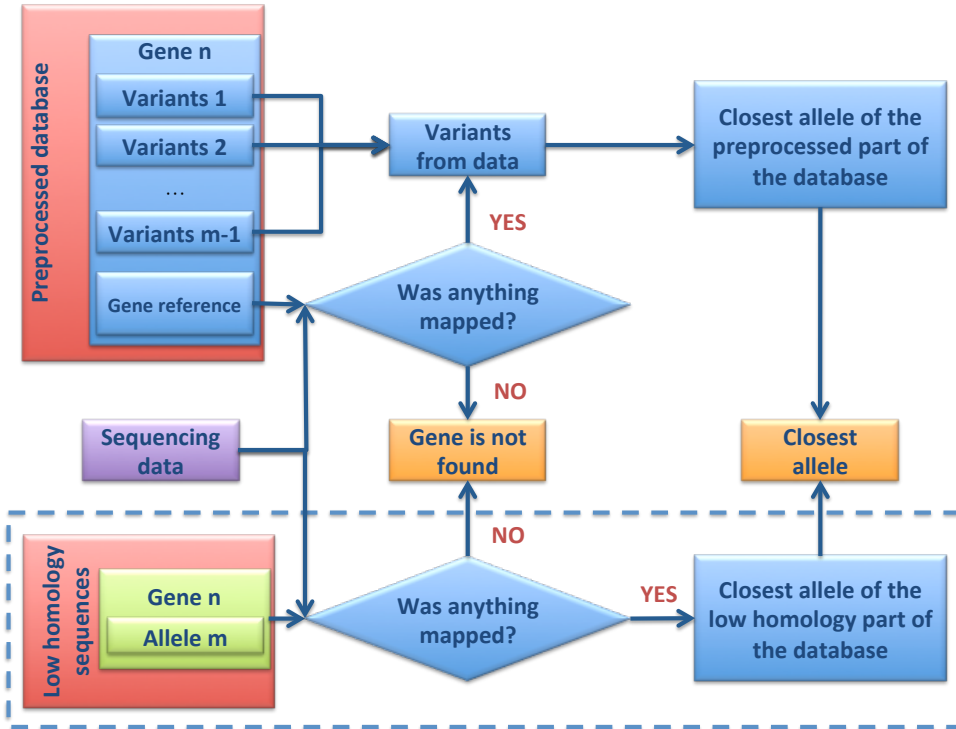 Preprocessed database
Gene n
Variants 1
Variants 2
...
Variants m-1
Gene reference
Variants
from data
Closest allele of the
preprocessed part of
the database
YES
Was anything
mapped?
NO
Sequencing
data
Gene is not
found
Closest
allele
NO
Low homology
sequences
Gene n
Allele m
Was anything
mapped?
YES
Closest allele of the
low homology part of
the database